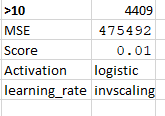 >10 4409
MSE 475492
Score 0.01
Activation logistic
learning_rate invscaling